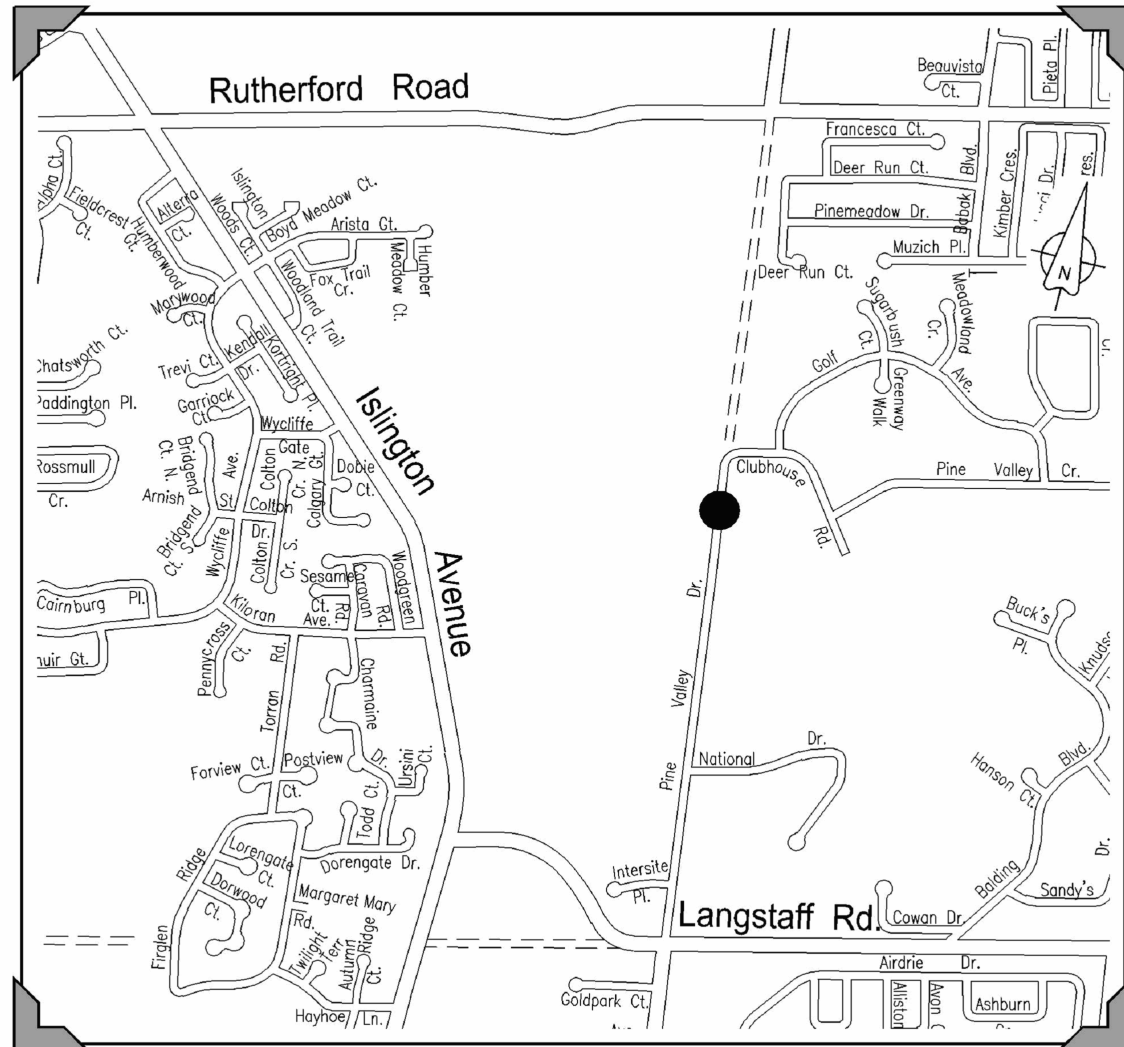 Rutherford Road
Beauvista
Ct.
Pieta Pl.
Francesca Ct.
Deer Run Ct.
Blvd.
Babak
Kimber Cres.
Dr.
res.
Pinemeadow Dr.
Muzich Pl.
Deer Run Ct.
N
Alpha Ct.
Fieldcrest
Ct.
Humberwood
Ct.
Alterra
Ct.
Islington
Woods Ct.
Boyd
Meadow Ct.
Arista Gt.
Humber
Meadow Ct.
Fox Trail
Cr.
Woodland Trail
Ct.
Marywood
Ct.
Kendall
Dr.
Kortright Pl.
Trevi Ct.
Chatsworth Ct.
Paddington Pl.
Garriock
Ct.
Wycliffe
Gate
Islington
Avenue
Rossmull
Cr.
Bridgend
Ct. N.
Ave.
Colton
Cr. N.
Calgary Gt.
Dobie
Ct.
Arnish
St.
Colton
Dr.
Bridgend
Ct. S.
Wycliffe
Colton
Cr. S.
Sesame
Ct.
Caravan
Rd.
Woodgreen
Rd.
Cairnburg
Pl.
Kiloran
Ave.
Pennycross
Ct.
Torran
Rd.
Charmaine
Dr.
Ursini
Ct.
Forview Ct.
Postview
Ct.
Todd Ct.
Dorengate Dr.
Lorengate
Ct.
Dorwood
Ct.
Firglen
Ridge
Margaret Mary
Rd.
Twilight
Terr.
Autumn
Ridge
Ct.
Hayhoe
Ln.
Sugarbush
Ct.
Meadowland
Cr.
Golf
Ave.
Greenway
Walk
Clubhouse
Rd.
Pine Valley Cr.
Pine Valley Dr.
National Dr.
Intersite
Pl.
Langstaff Rd.
Buck's
Pl.
Hanson Ct.
Balding
Blvd.
Sandy's
Dr.
Cowan Dr.
Airdrie Dr.
Goldpark Ct.
Alliston
Avon
Ashburn